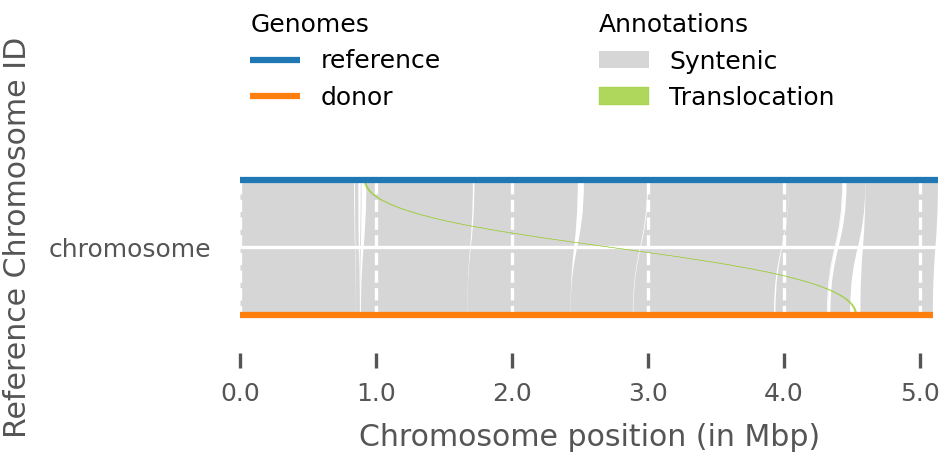 Genomes
reference
donor
Annotations
Syntenic
Translocation
Reference Chromosome ID
chromosome
0.0 1.0 2.0 3.0 4.0 5.0
Chromosome position (in Mbp)